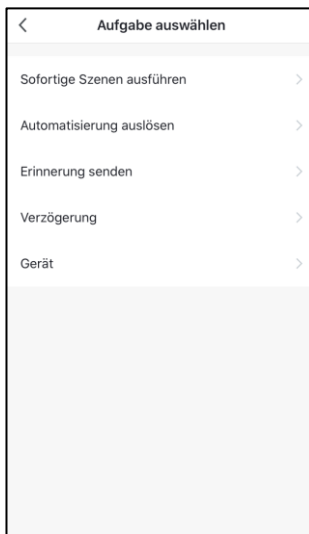 Aufgabe auswählen
Sofortige Szenen ausführen
Automatisierung auslösen
Erinnerung senden
Verzögerung
Gerät